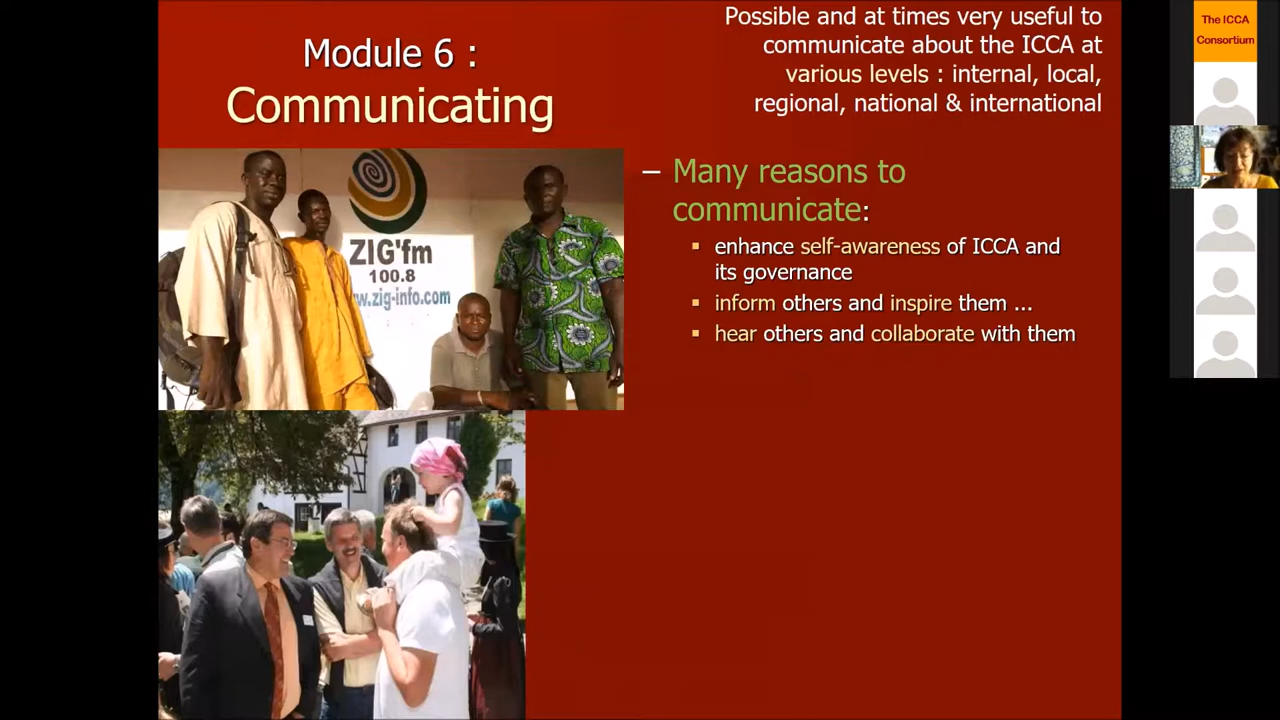 Module 6 :
Communicating
Possible and at times very useful to
communicate about the ICCA at
various levels : internal, local,
regional, national & international
– Many reasons to
communicate:
▪ enhance self-awareness of ICCA and
its governance
▪ inform others and inspire them ...
▪ hear others and collaborate with them
ZIG'fm
100.8
w.zig-info.com
The ICCA
Consortium